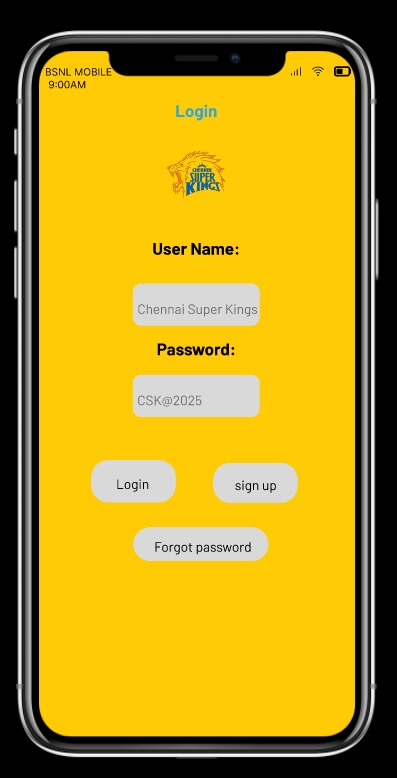 BSNL MOBILE
9:00AM
Login
CHENNAI
SUPER
KINGS
User Name:
Chennai Super Kings
Password:
CSK@2025
Login
sign up
Forgot password